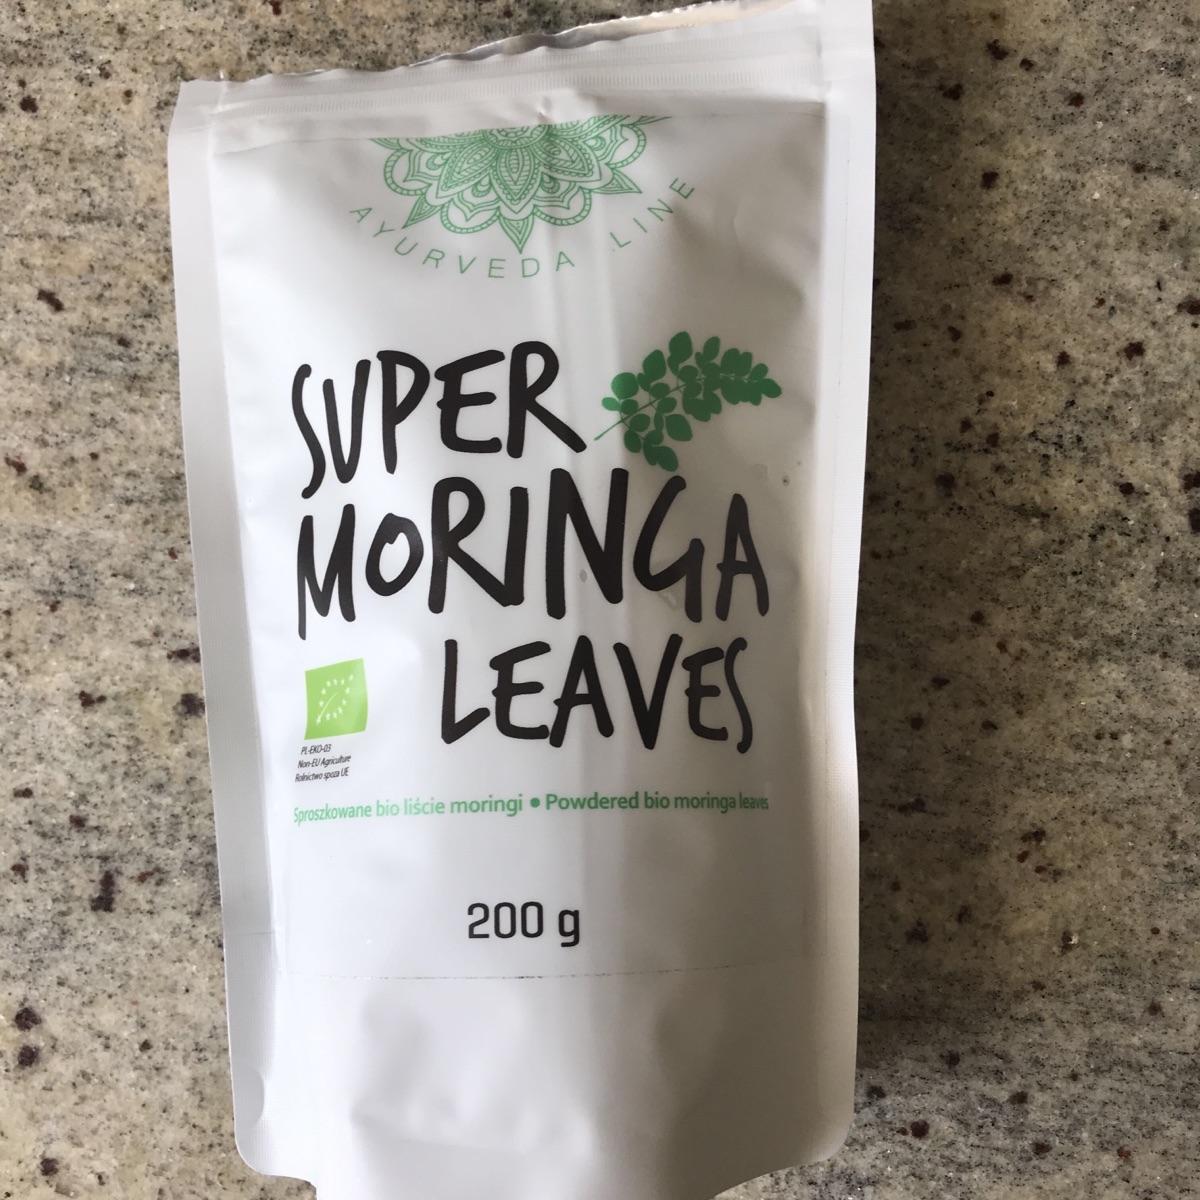 AYURVEDA LINE
SUPER
MORINGA
LEAVES
PL-EKO-03
Non-EU Agriculture
Rolnictwo spoza UE
Sproszkowane bio liście moringi • Powdered bio moringa leaves
200 g